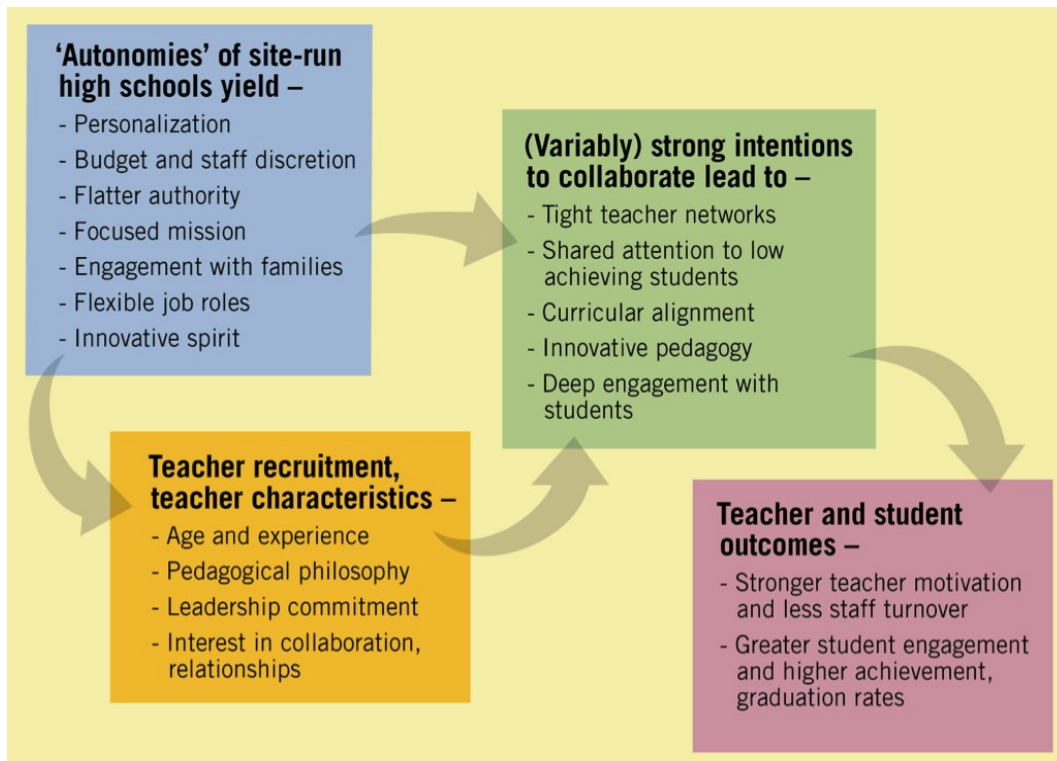 ‘Autonomies’ of site-run
high schools yield –
- Personalization
- Budget and staff discretion
- Flatter authority
- Focused mission
- Engagement with families
- Flexible job roles
- Innovative spirit
(Variably) strong intentions
to collaborate lead to –
- Tight teacher networks
- Shared attention to low
achieving students
- Curricular alignment
- Innovative pedagogy
- Deep engagement with
students
Teacher recruitment,
teacher characteristics –
- Age and experience
- Pedagogical philosophy
- Leadership commitment
- Interest in collaboration,
relationships
Teacher and student
outcomes –
- Stronger teacher motivation
and less staff turnover
- Greater student engagement
and higher achievement,
graduation rates